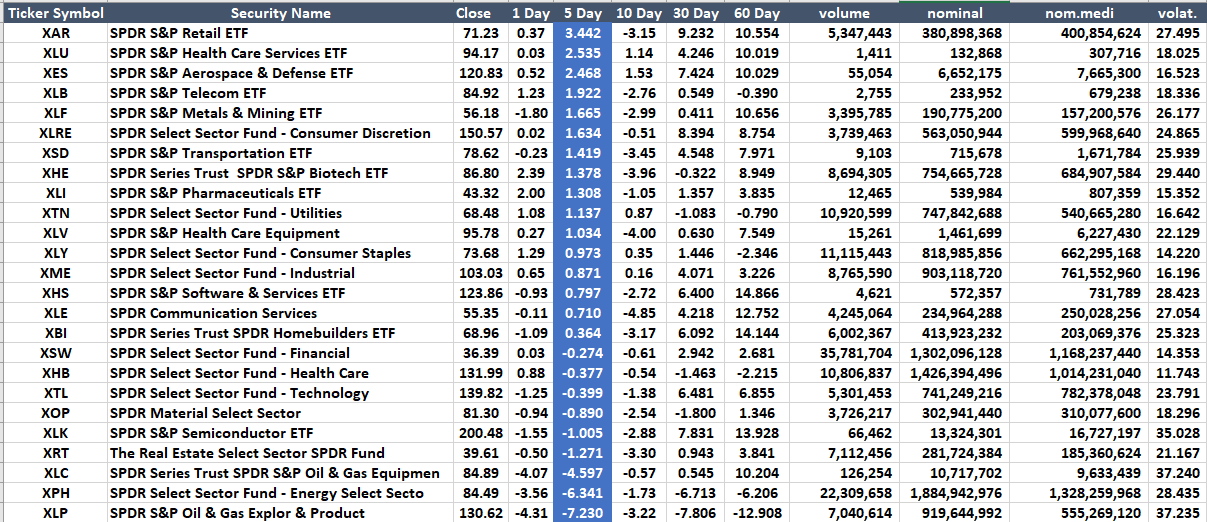 Ticker Symbol Security Name Close 1 Day 5 Day 10 Day 30 Day 60 Day volume nominal nom.medi volat.
XAR SPDR S&P Retail ETF 71.23 0.37 3.442 -3.15 9.232 10.554 5,347,443 380,898,368 400,854,624 27.495
XLU SPDR S&P Health Care Services ETF 94.17 0.03 2.535 1.14 4.246 10.019 1,411 132,868 307,716 18.025
XES SPDR S&P Aerospace & Defense ETF 120.83 0.52 2.468 1.53 7.424 10.029 55,054 6,652,175 7,665,300 16.523
XLB SPDR S&P Telecom ETF 84.92 1.23 1.922 -2.76 0.549 -0.390 2,755 233,952 679,238 18.336
XLF SPDR S&P Metals & Mining ETF 56.18 -1.80 1.665 -2.99 0.411 10.656 3,395,785 190,775,200 157,200,576 26.177
XLRE SPDR Select Sector Fund - Consumer Discretion 150.57 0.02 1.634 -0.51 8.394 8.754 3,739,463 563,050,944 599,968,640 24.865
XSD SPDR S&P Transportation ETF 78.62 -0.23 1.419 -3.45 4.548 7.971 9,103 715,678 1,671,784 25.939
XHE SPDR Series Trust SPDR S&P Biotech ETF 86.80 2.39 1.378 -3.96 -0.322 8.949 8,694,305 754,665,728 684,907,584 29.440
XLI SPDR S&P Pharmaceuticals ETF 43.32 2.00 1.308 -1.05 1.357 3.835 12,465 539,984 807,359 15.352
XTN SPDR Select Sector Fund - Utilities 68.48 1.08 1.137 0.87 -1.083 -0.790 10,920,599 747,842,688 540,665,280 16.642
XLV SPDR S&P Health Care Equipment 95.78 0.27 1.034 -4.00 0.630 7.549 15,261 1,461,699 6,227,430 22.129
XLY SPDR Select Sector Fund - Consumer Staples 73.68 1.29 0.973 0.35 1.446 -2.346 11,115,443 818,985,856 662,295,168 14.220
XME SPDR Select Sector Fund - Industrial 103.03 0.65 0.871 0.16 4.071 3.226 8,765,590 903,118,720 761,552,960 16.196
XHS SPDR S&P Software & Services ETF 123.86 -0.93 0.797 -2.72 6.400 14.866 4,621 572,357 731,789 28.423
XLE SPDR Communication Services 55.35 -0.11 0.710 -4.85 4.218 12.752 4,245,064 234,964,288 250,028,256 27.054
XBI SPDR Series Trust SPDR Homebuilders ETF 68.96 -1.09 0.364 -3.17 6.092 14.144 6,002,367 413,923,232 203,069,376 25.323
XSW SPDR Select Sector Fund - Financial 36.39 0.03 -0.274 -0.61 2.942 2.681 35,781,704 1,302,096,128 1,168,237,440 14.353
XHB SPDR Select Sector Fund - Health Care 131.99 0.88 -0.377 -0.54 -1.463 -2.215 10,806,837 1,426,394,496 1,014,231,040 11.743
XTL SPDR Select Sector Fund - Technology 139.82 -1.25 -0.399 -1.38 6.481 6.855 5,301,453 741,249,216 782,378,048 23.791
XOP SPDR Material Select Sector 81.30 -0.94 -0.890 -2.54 -1.800 1.346 3,726,217 302,941,440 310,077,600 18.296
XLK SPDR S&P Semiconductor ETF 200.48 -1.55 -1.005 -2.88 7.831 13.928 66,462 13,324,301 16,727,197 35.028
XRT The Real Estate Select Sector SPDR Fund 39.61 -0.50 -1.271 -3.30 0.943 3.841 7,112,456 281,724,384 185,360,624 21.167
XLC SPDR Series Trust SPDR S&P Oil & Gas Equipmen 84.89 -4.07 -4.597 -0.57 0.545 10.204 126,254 10,717,702 9,633,439 37.240
XPH SPDR Select Sector Fund - Energy Select Secto 84.49 -3.56 -6.341 -1.73 -6.713 -6.206 22,309,658 1,884,942,976 1,328,259,968 28.435
XLP SPDR S&P Oil & Gas Explor & Product 130.62 -4.31 -7.230 -3.22 -7.806 -12.908 7,040,614 919,644,992 555,269,120 37.235